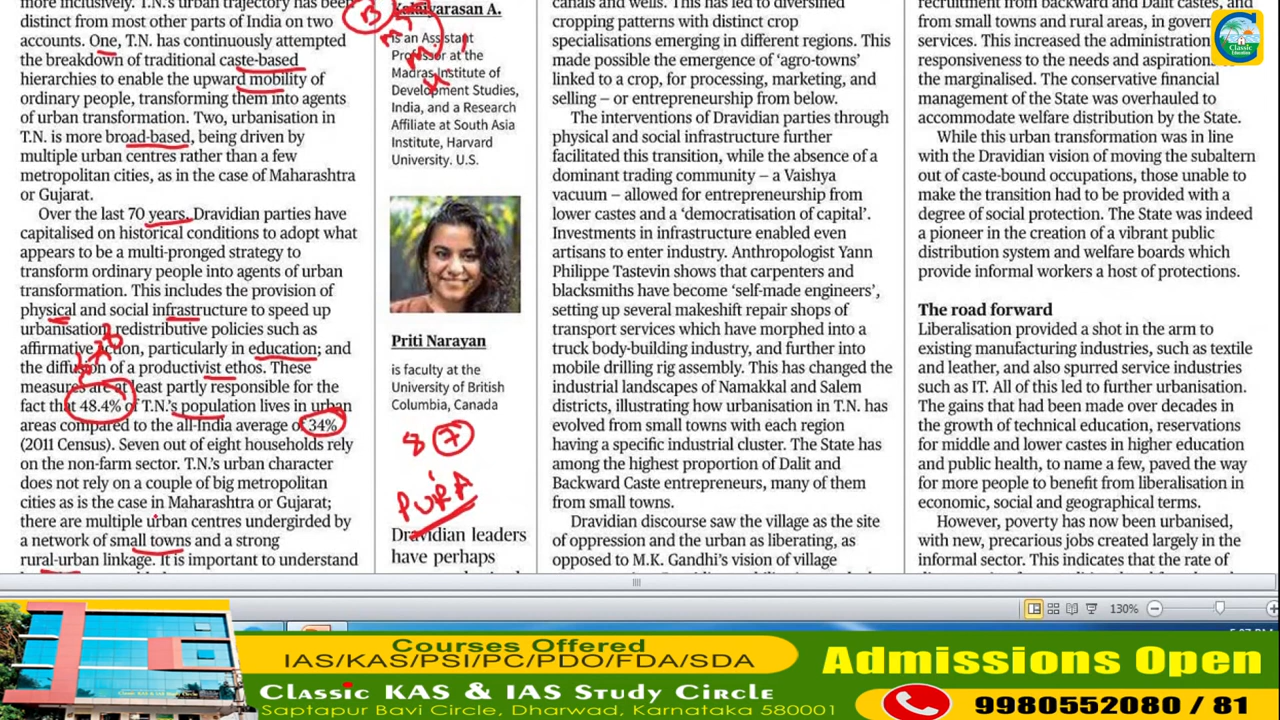 more inclusively. T.N.'s urban trajectory has been
distinct from most other parts of India on two
accounts. One, T.N. has continuously attempted
the breakdown of traditional caste-based
hierarchies to enable the upward mobility of
ordinary people, transforming them into agents
of urban transformation. Two, urbanisation in
T.N. is more broad-based, being driven by
multiple urban centres rather than a few
metropolitan cities, as in the case of Maharashtra
or Gujarat.
Over the last 70 years, Dravidian parties have
capitalised on historical conditions to adopt what
appears to be a multi-pronged strategy to
transform ordinary people into agents of urban
transformation. This includes the provision of
physical and social infrastructure to speed up
urbanisation, redistributive policies such as
affirmative action, particularly in education; and
the diffusion of a productivist ethos. These
measures are at least partly responsible for the
fact that 48.4% of T.N.'s population lives in urban
areas compared to the all-India average of 34%
(2011 Census). Seven out of eight households rely
on the non-farm sector. T.N.'s urban character
does not rely on a couple of big metropolitan
cities as is the case in Maharashtra or Gujarat;
there are multiple urban centres undergirded by
a network of small towns and a strong
rural-urban linkage. It is important to understand
B
Kalaiyarasan A.
is an Assistant
Professor at the
Madras Institute of
Development Studies,
India, and a Research
Affiliate at South Asia
Institute, Harvard
University. U.S.
Priti Narayan
is faculty at the
University of British
Columbia, Canada
8 7
PURA
Dravidian leaders
have perhaps
canals and wells. This has led to diversified
cropping patterns with distinct crop
specialisations emerging in different regions. This
made possible the emergence of 'agro-towns'
linked to a crop, for processing, marketing, and
selling – or entrepreneurship from below.
The interventions of Dravidian parties through
physical and social infrastructure further
facilitated this transition, while the absence of a
dominant trading community – a Vaishya
vacuum – allowed for entrepreneurship from
lower castes and a 'democratisation of capital'.
Investments in infrastructure enabled even
artisans to enter industry. Anthropologist Yann
Philippe Tastevin shows that carpenters and
blacksmiths have become 'self-made engineers',
setting up several makeshift repair shops of
transport services which have morphed into a
truck body-building industry, and further into
mobile drilling rig assembly. This has changed the
industrial landscapes of Namakkal and Salem
districts, illustrating how urbanisation in T.N. has
evolved from small towns with each region
having a specific industrial cluster. The State has
among the highest proportion of Dalit and
Backward Caste entrepreneurs, many of them
from small towns.
Dravidian discourse saw the village as the site
of oppression and the urban as liberating, as
opposed to M.K. Gandhi's vision of village
recruitment from backward and Dalit castes, and
from small towns and rural areas, in govern
services. This increased the administration
responsiveness to the needs and aspirations
the marginalised. The conservative financial
management of the State was overhauled to
accommodate welfare distribution by the State.
While this urban transformation was in line
with the Dravidian vision of moving the subaltern
out of caste-bound occupations, those unable to
make the transition had to be provided with a
degree of social protection. The State was indeed
a pioneer in the creation of a vibrant public
distribution system and welfare boards which
provide informal workers a host of protections.
The road forward
Liberalisation provided a shot in the arm to
existing manufacturing industries, such as textile
and leather, and also spurred service industries
such as IT. All of this led to further urbanisation.
The gains that had been made over decades in
the growth of technical education, reservations
for middle and lower castes in higher education
and public health, to name a few, paved the way
for more people to benefit from liberalisation in
economic, social and geographical terms.
However, poverty has now been urbanised,
with new, precarious jobs created largely in the
informal sector. This indicates that the rate of
Classic
Education
130%
Courses Offered
IAS/KAS/PSI/PC/PDO/FDA/SDA
Classic KAS & IAS Study Circle
Saptapur Bavi Circle, Dharwad, Karnataka 580001
Admissions Open
9980552080 / 81